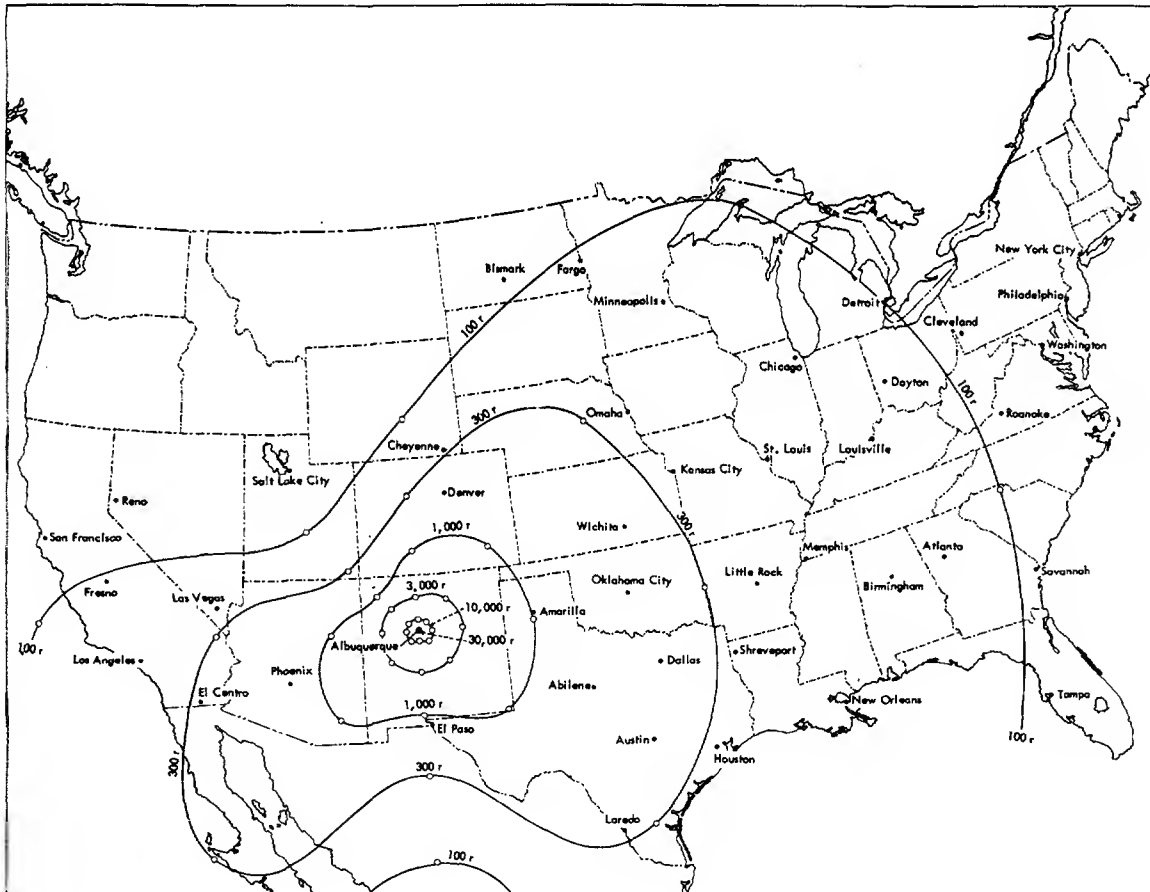 New York City
Bismark
Fargo
Minneapolis
Detroit
Philadelphia
100 r
Cleveland
Washington
Chicago
Dayton
100 r
300 r
Omaha
Roanoke
Cheyenne
St. Louis
Louisville
Kansas City
Salt Lake City
Denver
Reno
1,000 r
Wichita
300 r
San Francisco
Memphis
Atlanta
Fresno
Las Vegas
3,000 r
Oklahoma City
Little Rock
Birmingham
Savannah
10,000 r
Amarilla
30,000 r
100 r
Albuquerque
Los Angeles
Phoenix
Dallas
Shreveport
El Centro
Abilene
New Orleans
Tampa
1,000 r
El Paso
Austin
Houston
100 r
300 r
300 r
Laredo
100 r